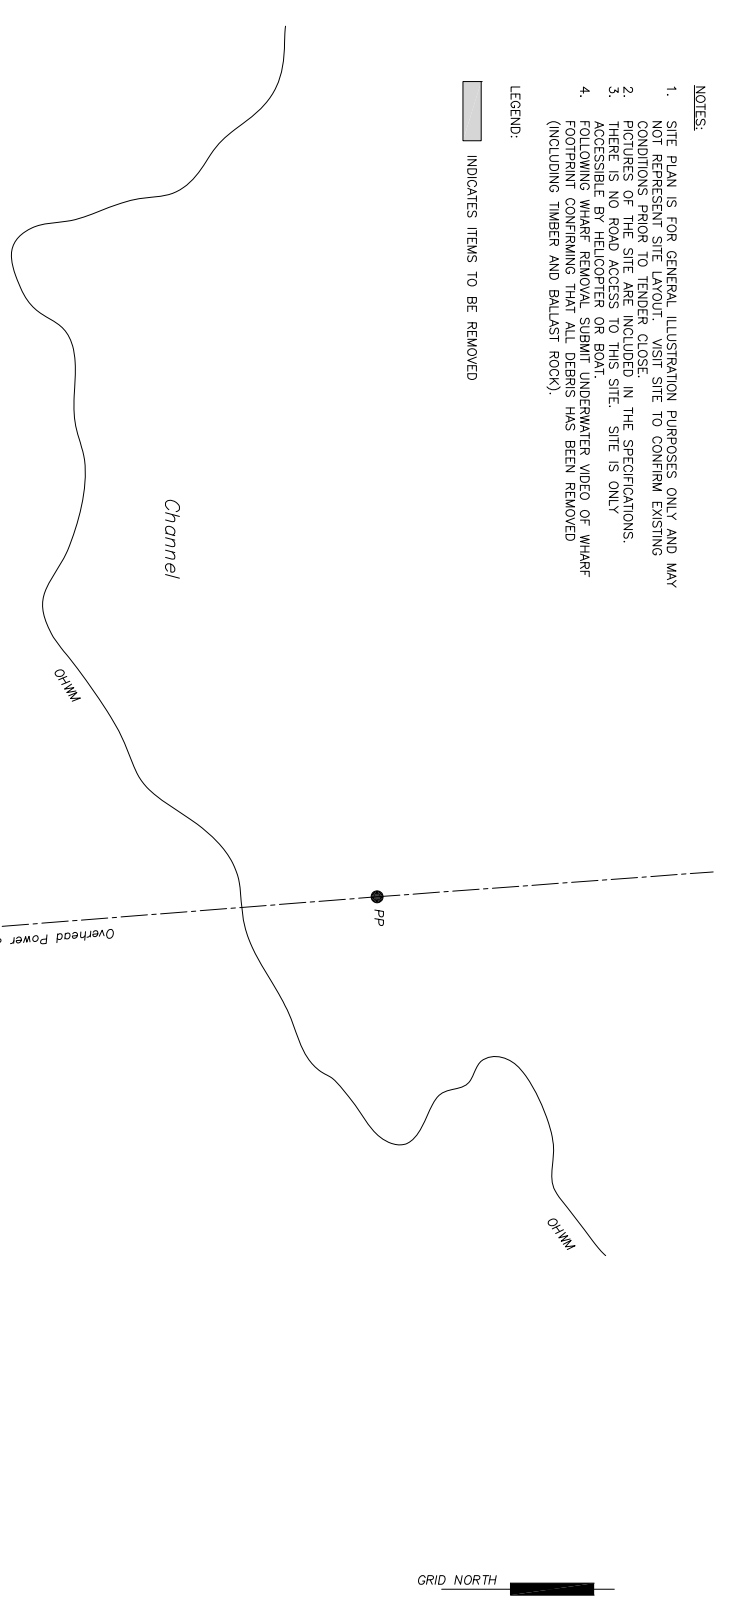 NOTES:
1. SITE PLAN IS FOR GENERAL ILLUSTRATION PURPOSES ONLY AND MAY
NOT REPRESENT SITE LAYOUT. VISIT SITE TO CONFIRM EXISTING
CONDITIONS PRIOR TO TENDER CLOSE.
2. PICTURES OF THE SITE ARE INCLUDED IN THE SPECIFICATIONS.
3. THERE IS NO ROAD ACCESS TO THIS SITE. SITE IS ONLY
ACCESSIBLE BY HELICOPTER OR BOAT.
4. FOLLOWING WHARF REMOVAL SUBMIT UNDERWATER VIDEO OF WHARF
FOOTPRINT CONFIRMING THAT ALL DEBRIS HAS BEEN REMOVED
(INCLUDING TIMBER AND BALLAST ROCK).
LEGEND:
INDICATES ITEMS TO BE REMOVED
Channel
OHWM
PP
Overhead Power
OHWM
GRID NORTH